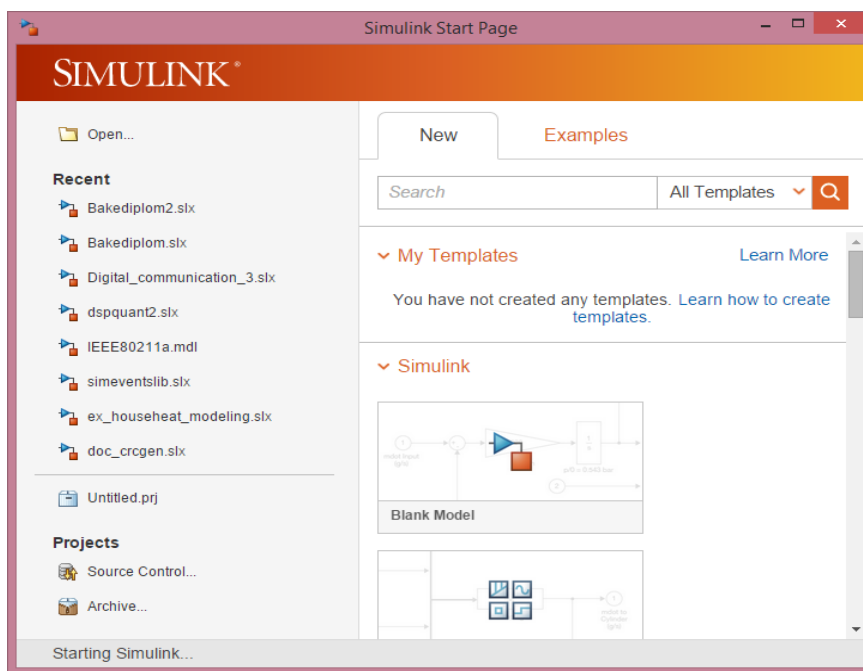 Simulink Start Page
SIMULINK®
Open...
Recent
Bakediplom2.slx
Bakediplom.slx
Digital_communication_3.slx
dspquant2.slx
IEEE80211a.mdl
simeventslib.slx
ex_househeat_modeling.slx
doc_crcgen.slx
Untitled.prj
Projects
Source Control...
Archive...
New
Examples
Search
All Templates
My Templates
Learn More
You have not created any templates. Learn how to create
templates.
Simulink
Blank Model
Starting Simulink...